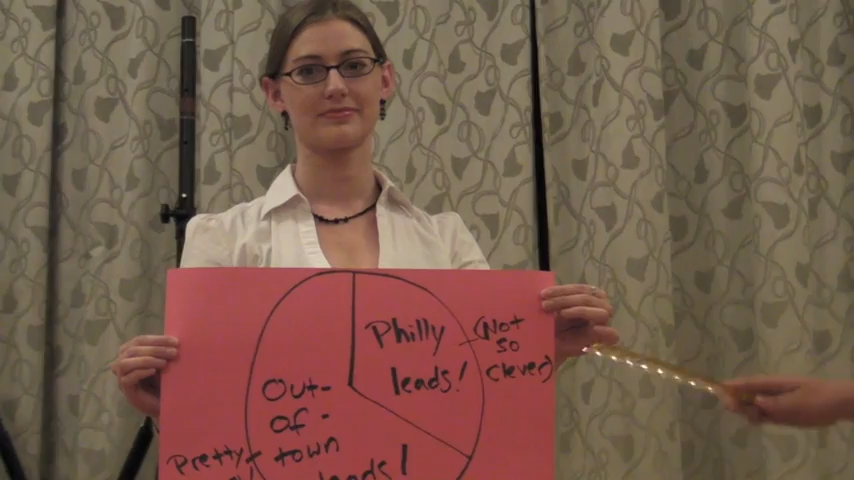 Philly
leads!
(Not
so
clever)
Out-
of-
town
leads!
Pretty